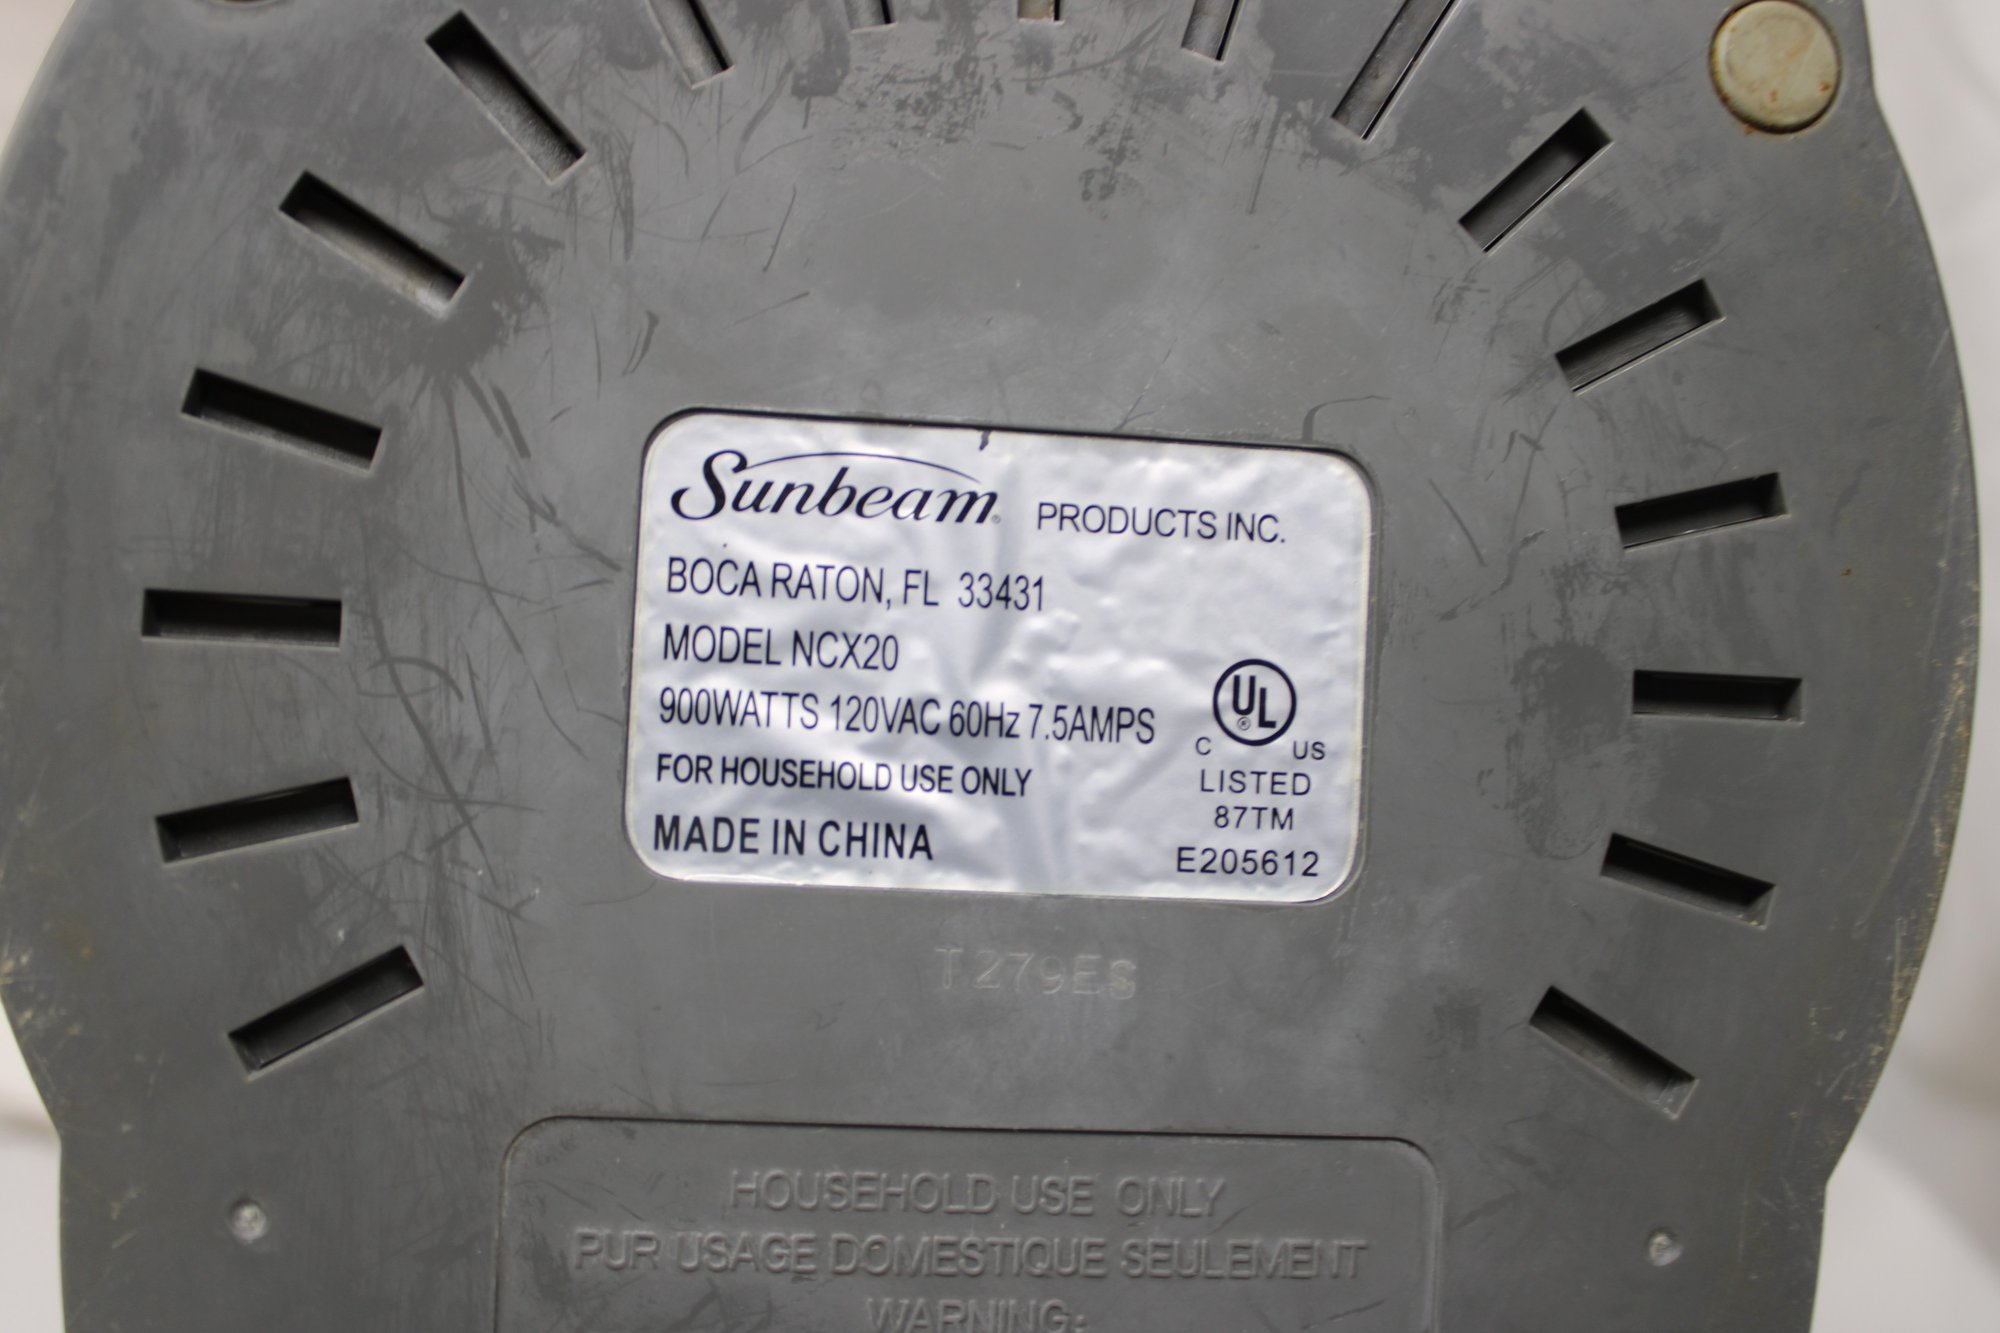 Sunbeam® PRODUCTS INC.
BOCA RATON, FL 33431
MODEL NCX20
900WATTS 120VAC 60Hz 7.5AMPS
FOR HOUSEHOLD USE ONLY
MADE IN CHINA
UL®
C US
LISTED
87TM
E205612
T279ES
HOUSEHOLD USE ONLY
PUR USAGE DOMESTIQUE SEULEMENT
WARNING: